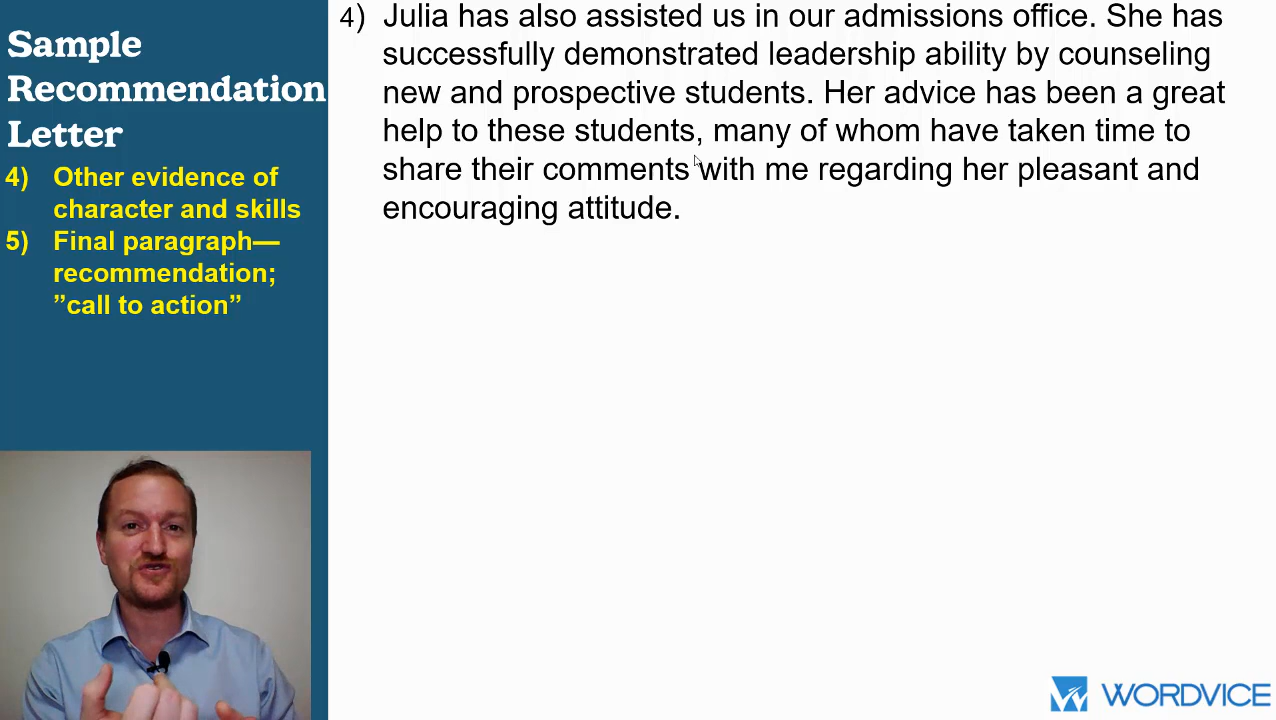 Sample
Recommendation
Letter
4) Other evidence of
character and skills
5) Final paragraph—
recommendation;
”call to action”
4) Julia has also assisted us in our admissions office. She has
successfully demonstrated leadership ability by counseling
new and prospective students. Her advice has been a great
help to these students, many of whom have taken time to
share their comments with me regarding her pleasant and
encouraging attitude.
WORDVICE